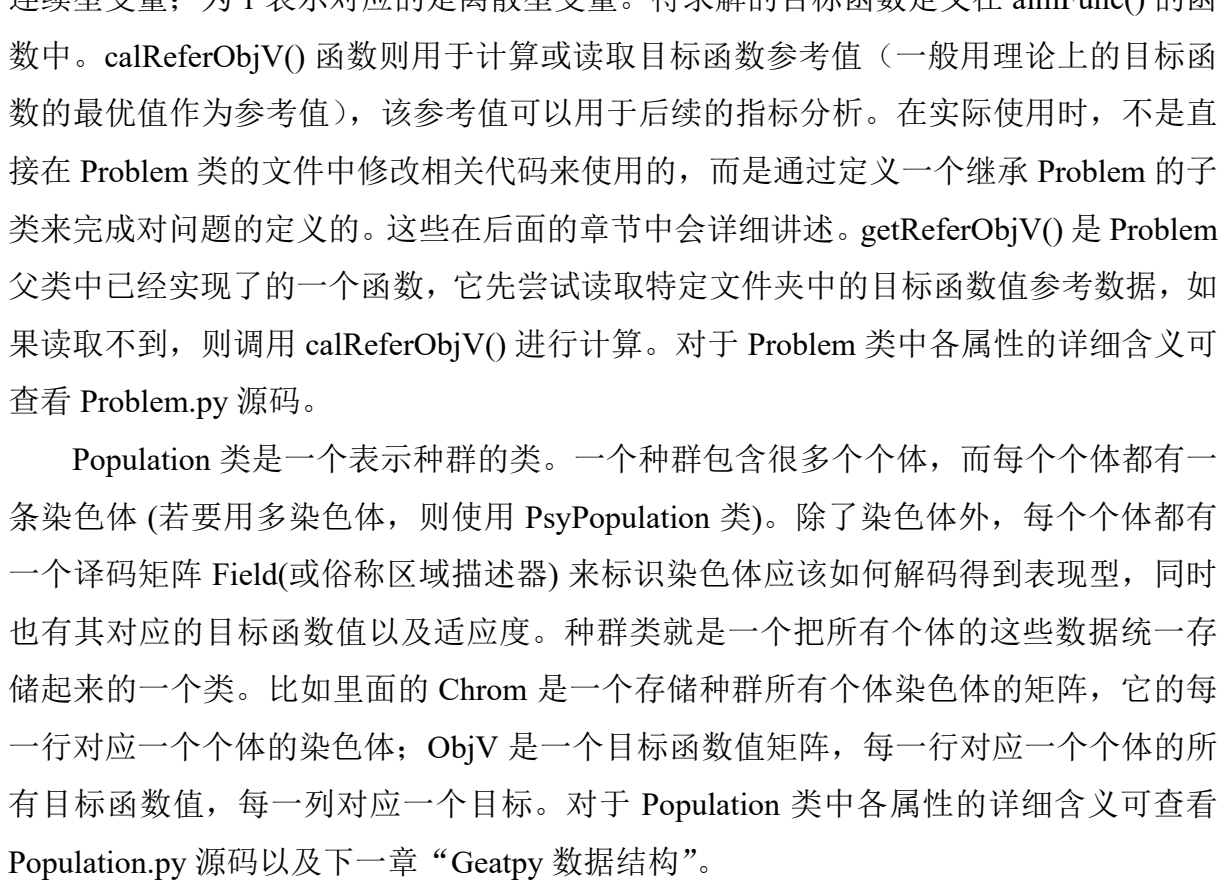 连续型变量；为 1 表示对应的是离散型变量。待求解的目标函数定义在 aimFunc() 的函
数中。calReferObjV() 函数则用于计算或读取目标函数参考值（一般用理论上的目标函
数的最优值作为参考值），该参考值可以用于后续的指标分析。在实际使用时，不是直
接在 Problem 类的文件中修改相关代码来使用的，而是通过定义一个继承 Problem 的子
类来完成对问题的定义的。这些在后面的章节中会详细讲述。getReferObjV() 是 Problem
父类中已经实现了的一个函数，它先尝试读取特定文件夹中的目标函数值参考数据，如
果读取不到，则调用 calReferObjV() 进行计算。对于 Problem 类中各属性的详细含义可
查看 Problem.py 源码。
Population 类是一个表示种群的类。一个种群包含很多个个体，而每个个体都有一
条染色体 (若要用多染色体，则使用 PsyPopulation 类)。除了染色体外，每个个体都有
一个译码矩阵 Field(或俗称区域描述器) 来标识染色体应该如何解码得到表现型，同时
也有其对应的目标函数值以及适应度。种群类就是一个把所有个体的这些数据统一存
储起来的一个类。比如里面的 Chrom 是一个存储种群所有个体染色体的矩阵，它的每
一行对应一个个体的染色体；ObjV 是一个目标函数值矩阵，每一行对应一个个体的所
有目标函数值，每一列对应一个目标。对于 Population 类中各属性的详细含义可查看
Population.py 源码以及下一章“Geatpy 数据结构”。